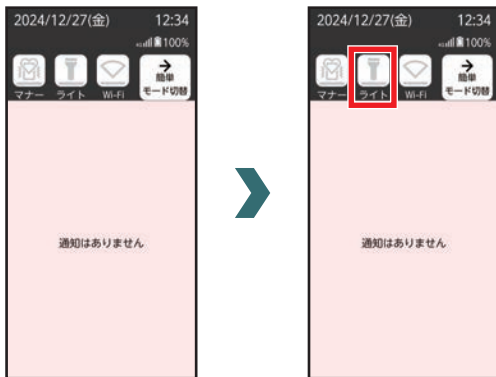 2024/12/27(金) 12:34
100%
マナー ライト Wi-Fi 簡単
モード切替
通知はありません
2024/12/27(金) 12:34
100%
マナー ライト Wi-Fi 簡単
モード切替
通知はありません